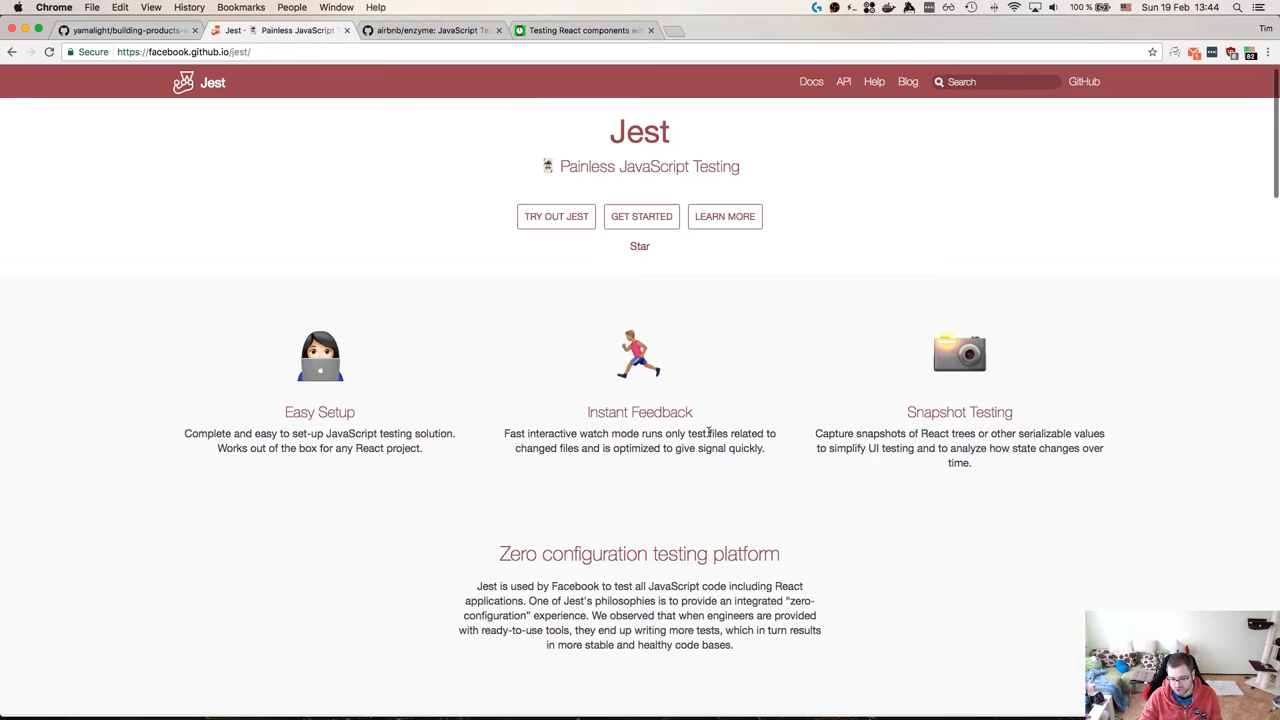 Chrome File Edit View History Bookmarks People Window Help 100 % Sun 19 Feb 13:44
yamalight/building-products-
Jest · Painless JavaScript T
airbnb/enzyme: JavaScript Te
Testing React components wi
Tim
Secure https://facebook.github.io/jest/
Jest Docs API Help Blog Search GitHub
Jest
Painless JavaScript Testing
TRY OUT JEST GET STARTED LEARN MORE
Star
Easy Setup
Complete and easy to set-up JavaScript testing solution.
Works out of the box for any React project.
Instant Feedback
Fast interactive watch mode runs only test files related to
changed files and is optimized to give signal quickly.
Snapshot Testing
Capture snapshots of React trees or other serializable values
to simplify UI testing and to analyze how state changes over
time.
Zero configuration testing platform
Jest is used by Facebook to test all JavaScript code including React
applications. One of Jest's philosophies is to provide an integrated “zero-
configuration” experience. We observed that when engineers are provided
with ready-to-use tools, they end up writing more tests, which in turn results
in more stable and healthy code bases.